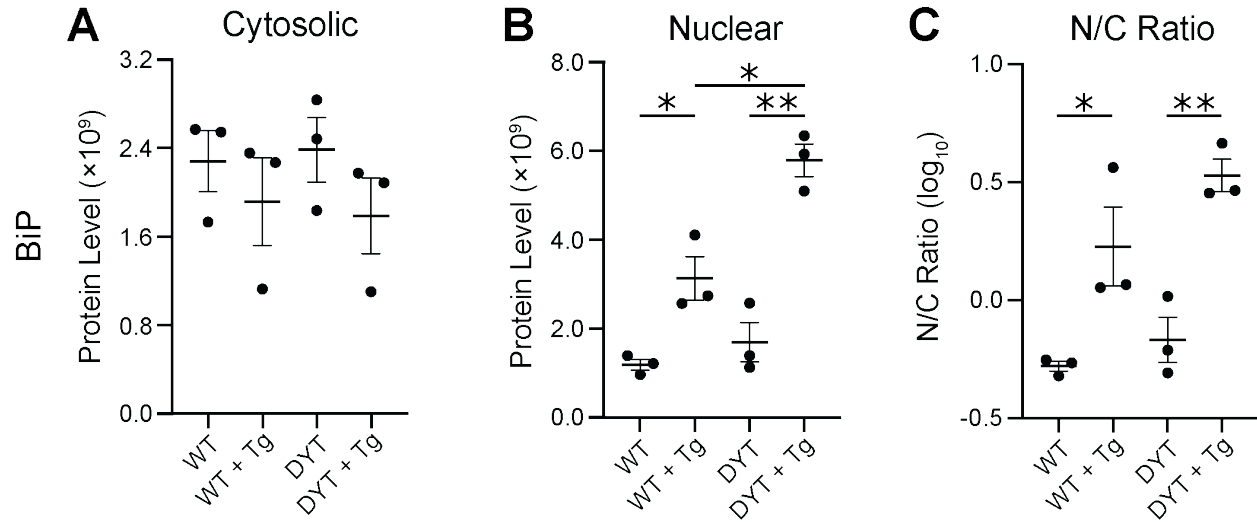 A
Cytosolic
BiP
Protein Level (×10⁹)
3.2
2.4
1.6
0.8
0.0
WT
WT + Tg
DYT
DYT + Tg
B
Nuclear
Protein Level (×10⁹)
8.0
6.0
4.0
2.0
0.0
*
*
**
WT
WT + Tg
DYT
DYT + Tg
C
N/C Ratio
N/C Ratio (log₁₀)
1.0
0.5
0.0
-0.5
*
**
WT
WT + Tg
DYT
DYT + Tg